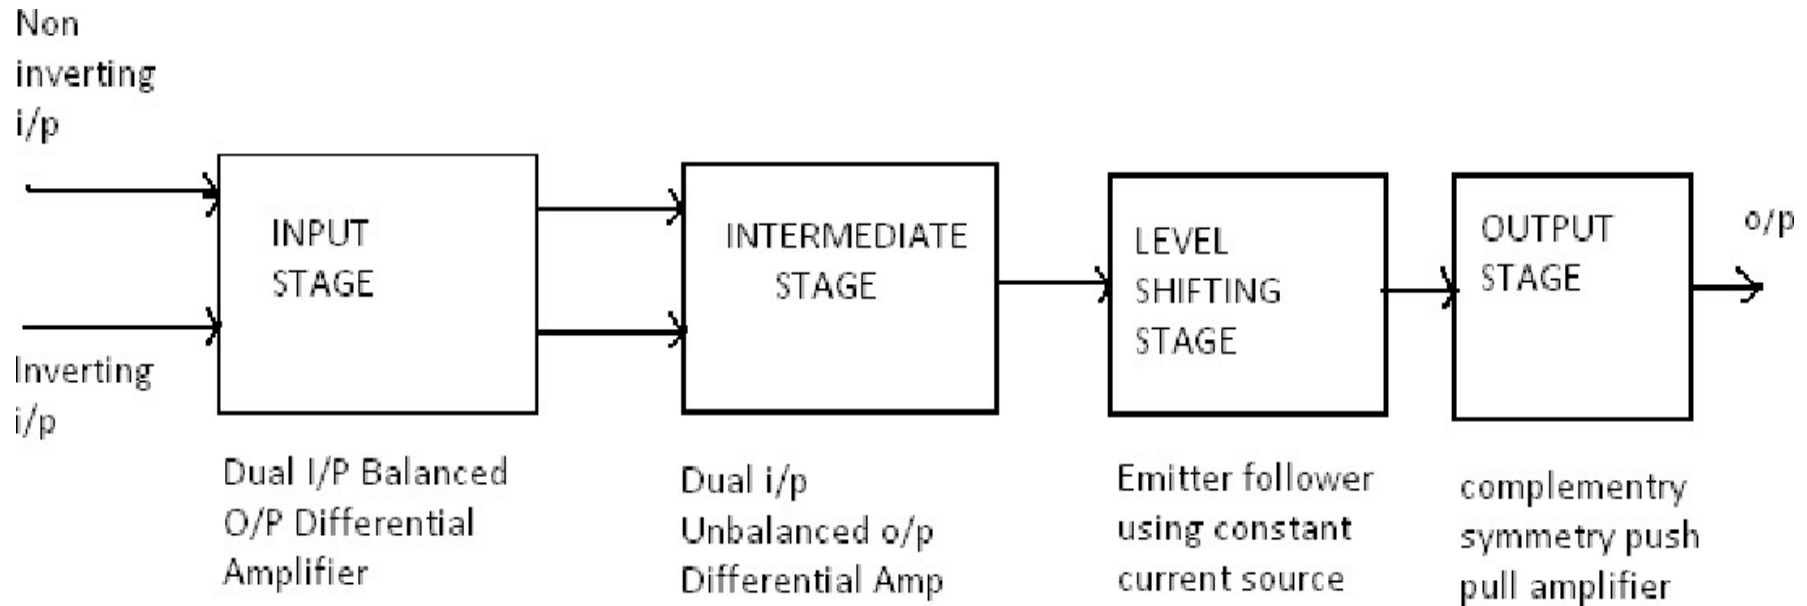 Non
inverting
i/p
Inverting
i/p
INPUT
STAGE
INTERMEDIATE
STAGE
LEVEL
SHIFTING
STAGE
OUTPUT
STAGE
o/p
Dual I/P Balanced
O/P Differential
Amplifier
Dual i/p
Unbalanced o/p
Differential Amp
Emitter follower
using constant
current source
complementry
symmetry push
pull amplifier